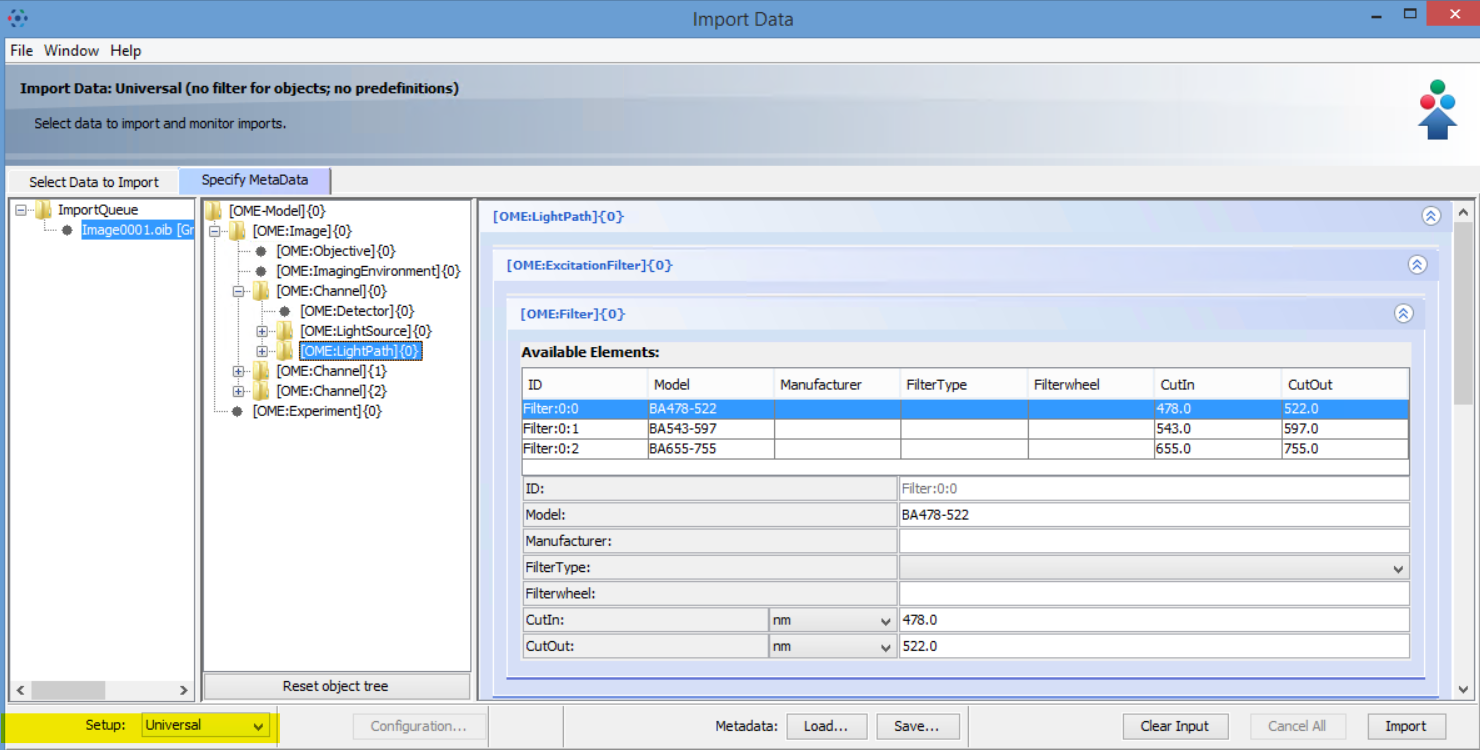 Import Data
File Window Help
Import Data: Universal (no filter for objects; no predefinitions)
Select data to import and monitor imports.
Select Data to Import Specify MetaData
ImportQueue
Image0001.oib [Gr
[OME-Model]{0}
[OME:Image]{0}
[OME:Objective]{0}
[OME:ImagingEnvironment]{0}
[OME:Channel]{0}
[OME:Detector]{0}
[OME:LightSource]{0}
[OME:LightPath]{0}
[OME:Channel]{1}
[OME:Channel]{2}
[OME:Experiment]{0}
Reset object tree
[OME:LightPath]{0}
[OME:ExcitationFilter]{0}
[OME:Filter]{0}
Available Elements:
ID Model Manufacturer FilterType Filterwheel CutIn CutOut
Filter:0:0 BA478-522 478.0 522.0
Filter:0:1 BA543-597 543.0 597.0
Filter:0:2 BA655-755 655.0 755.0
ID: Filter:0:0
Model: BA478-522
Manufacturer:
FilterType:
Filterwheel:
CutIn: nm 478.0
CutOut: nm 522.0
Setup: Universal Configuration... Metadata: Load... Save... Clear Input Cancel All Import